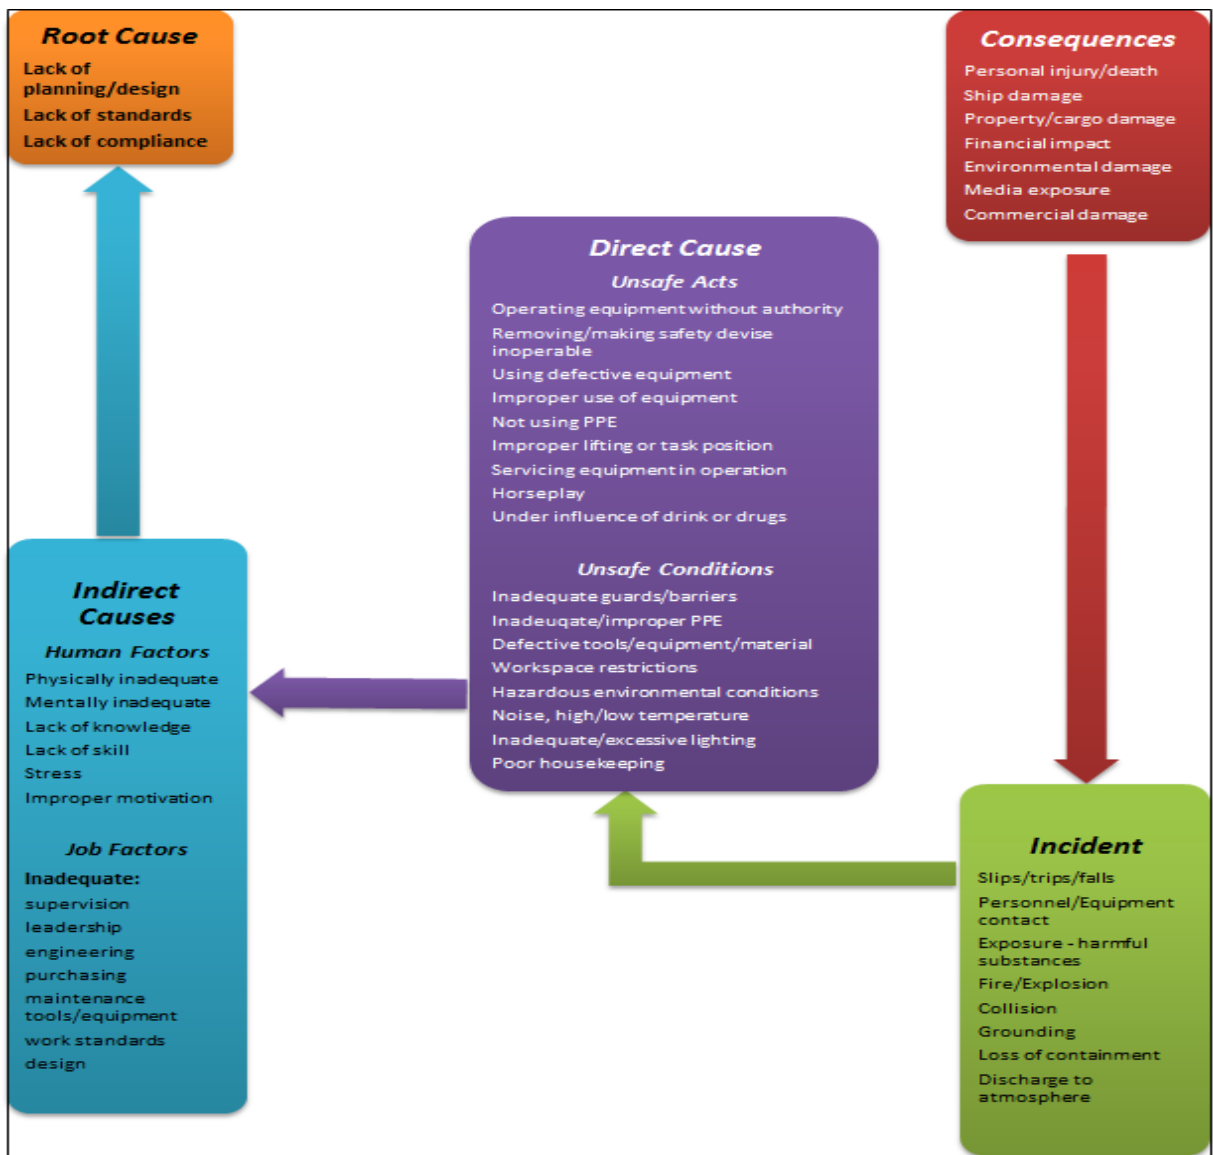 Root Cause
Lack of
planning/design
Lack of standards
Lack of compliance
Consequences
Personal injury/death
Ship damage
Property/cargo damage
Financial impact
Environmental damage
Media exposure
Commercial damage
Direct Cause
Unsafe Acts
Operating equipment without authority
Removing/making safety devise
inoperable
Using defective equipment
Improper use of equipment
Not using PPE
Improper lifting or task position
Servicing equipment in operation
Horseplay
Under influence of drink or drugs
Unsafe Conditions
Inadequate guards/barriers
Inadeuqate/improper PPE
Defective tools/equipment/material
Workspace restrictions
Hazardous environmental conditions
Noise, high/low temperature
Inadequate/excessive lighting
Poor housekeeping
Indirect
Causes
Human Factors
Physically inadequate
Mentally inadequate
Lack of knowledge
Lack of skill
Stress
Improper motivation
Job Factors
Inadequate:
supervision
leadership
engineering
purchasing
maintenance
tools/equipment
work standards
design
Incident
Slips/trips/falls
Personnel/Equipment
contact
Exposure - harmful
substances
Fire/Explosion
Collision
Grounding
Loss of containment
Discharge to
atmosphere